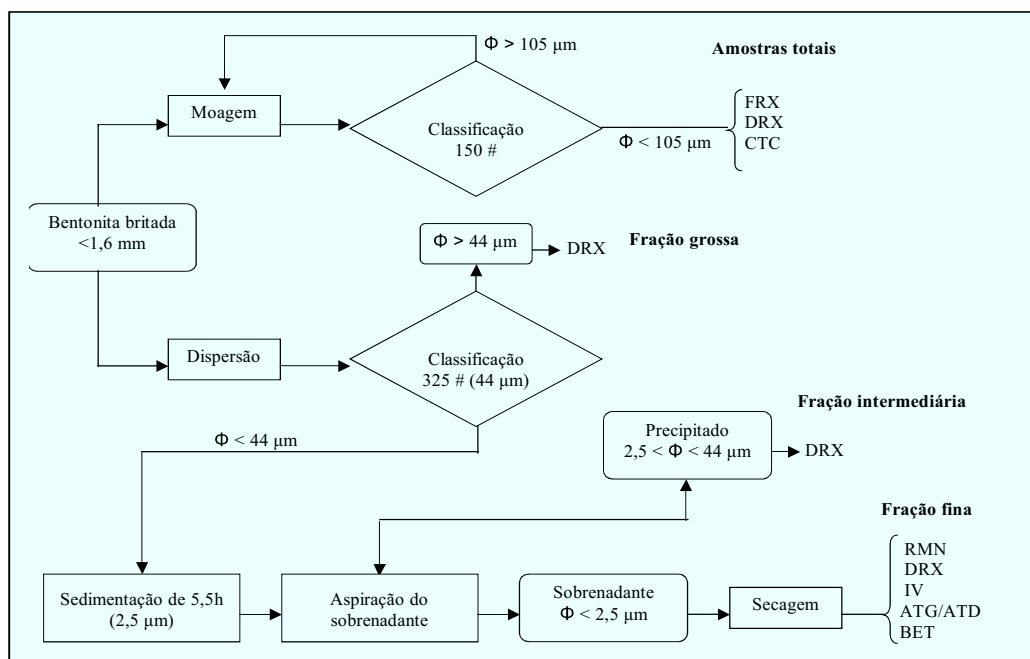 Φ > 105 µm
Amostras totais
Moagem
Classificação
150 #
Φ < 105 µm
FRX
DRX
CTC
Bentonita britada
<1,6 mm
Φ > 44 µm
DRX
Fração grossa
Dispersão
Classificação
325 # (44 µm)
Φ < 44 µm
Fração intermediária
Precipitado
2,5 < Φ < 44 µm
DRX
Fração fina
Sedimentação de 5,5h
(2,5 µm)
Aspiração do
sobrenadante
Sobrenadante
Φ < 2,5 µm
Secagem
RMN
DRX
IV
ATG/ATD
BET